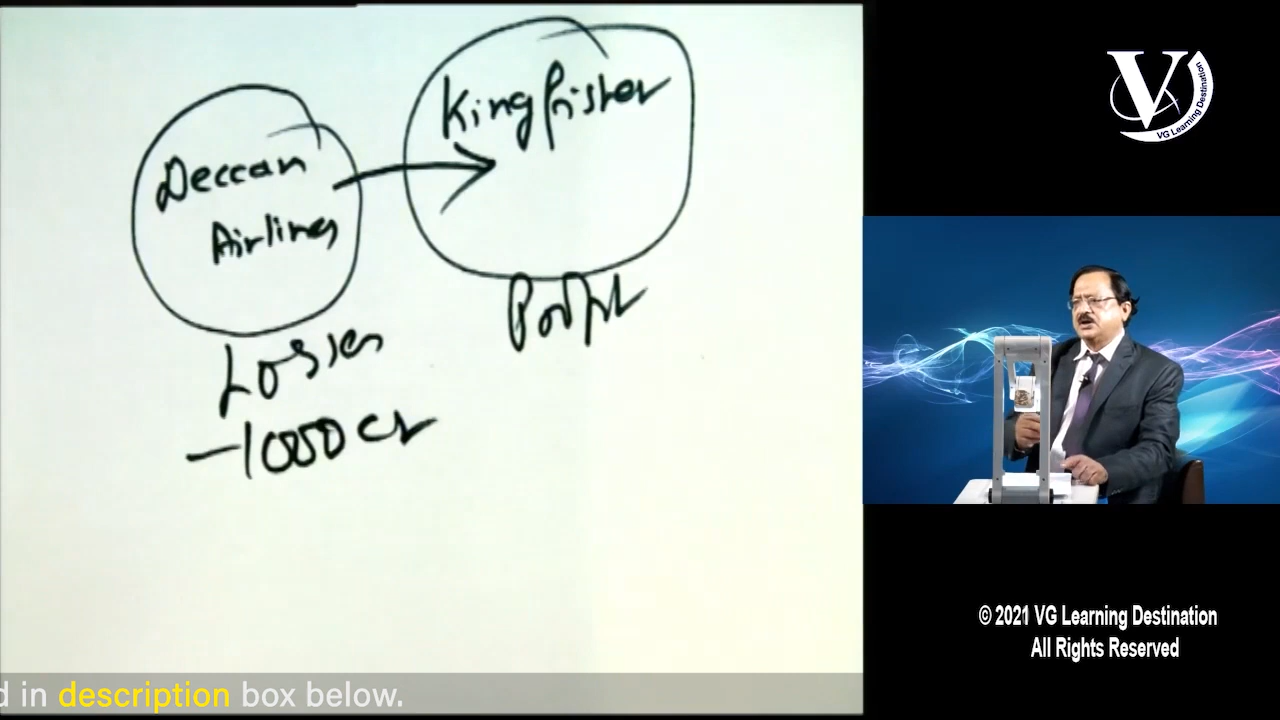 Deccan
Airlines
Kingfisher
Losses
-1000 cr
Profit
V
VG Learning Destination
© 2021 VG Learning Destination
All Rights Reserved
d in description box below.